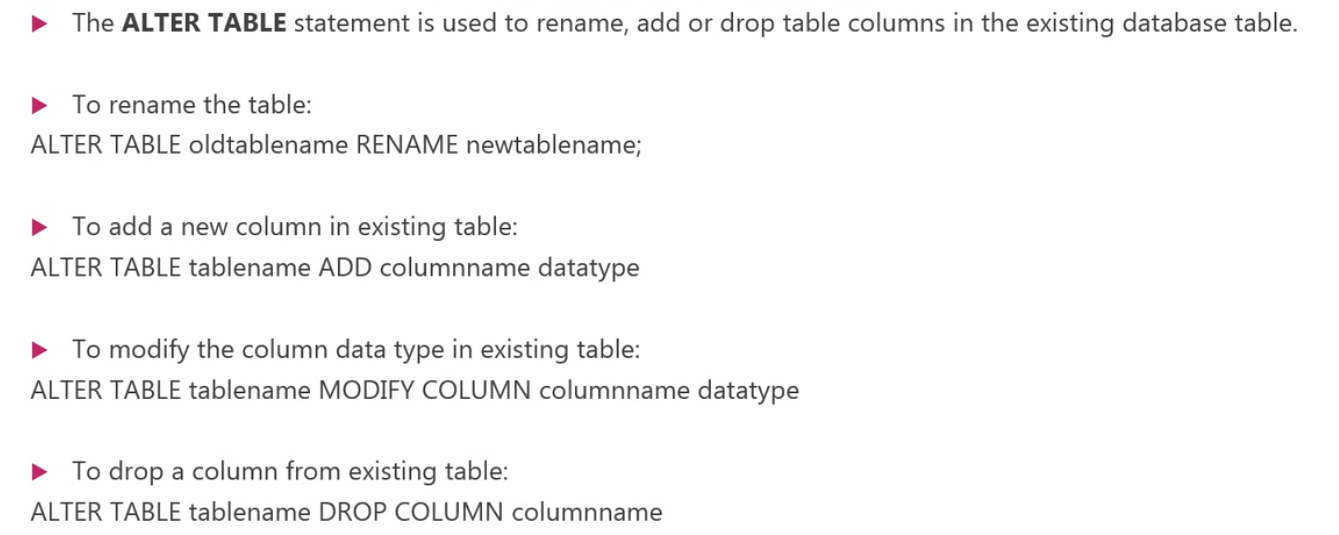 ▶ The ALTER TABLE statement is used to rename, add or drop table columns in the existing database table.
▶ To rename the table:
ALTER TABLE oldtablename RENAME newtablename;
▶ To add a new column in existing table:
ALTER TABLE tablename ADD columnname datatype
▶ To modify the column data type in existing table:
ALTER TABLE tablename MODIFY COLUMN columnname datatype
▶ To drop a column from existing table:
ALTER TABLE tablename DROP COLUMN columnname